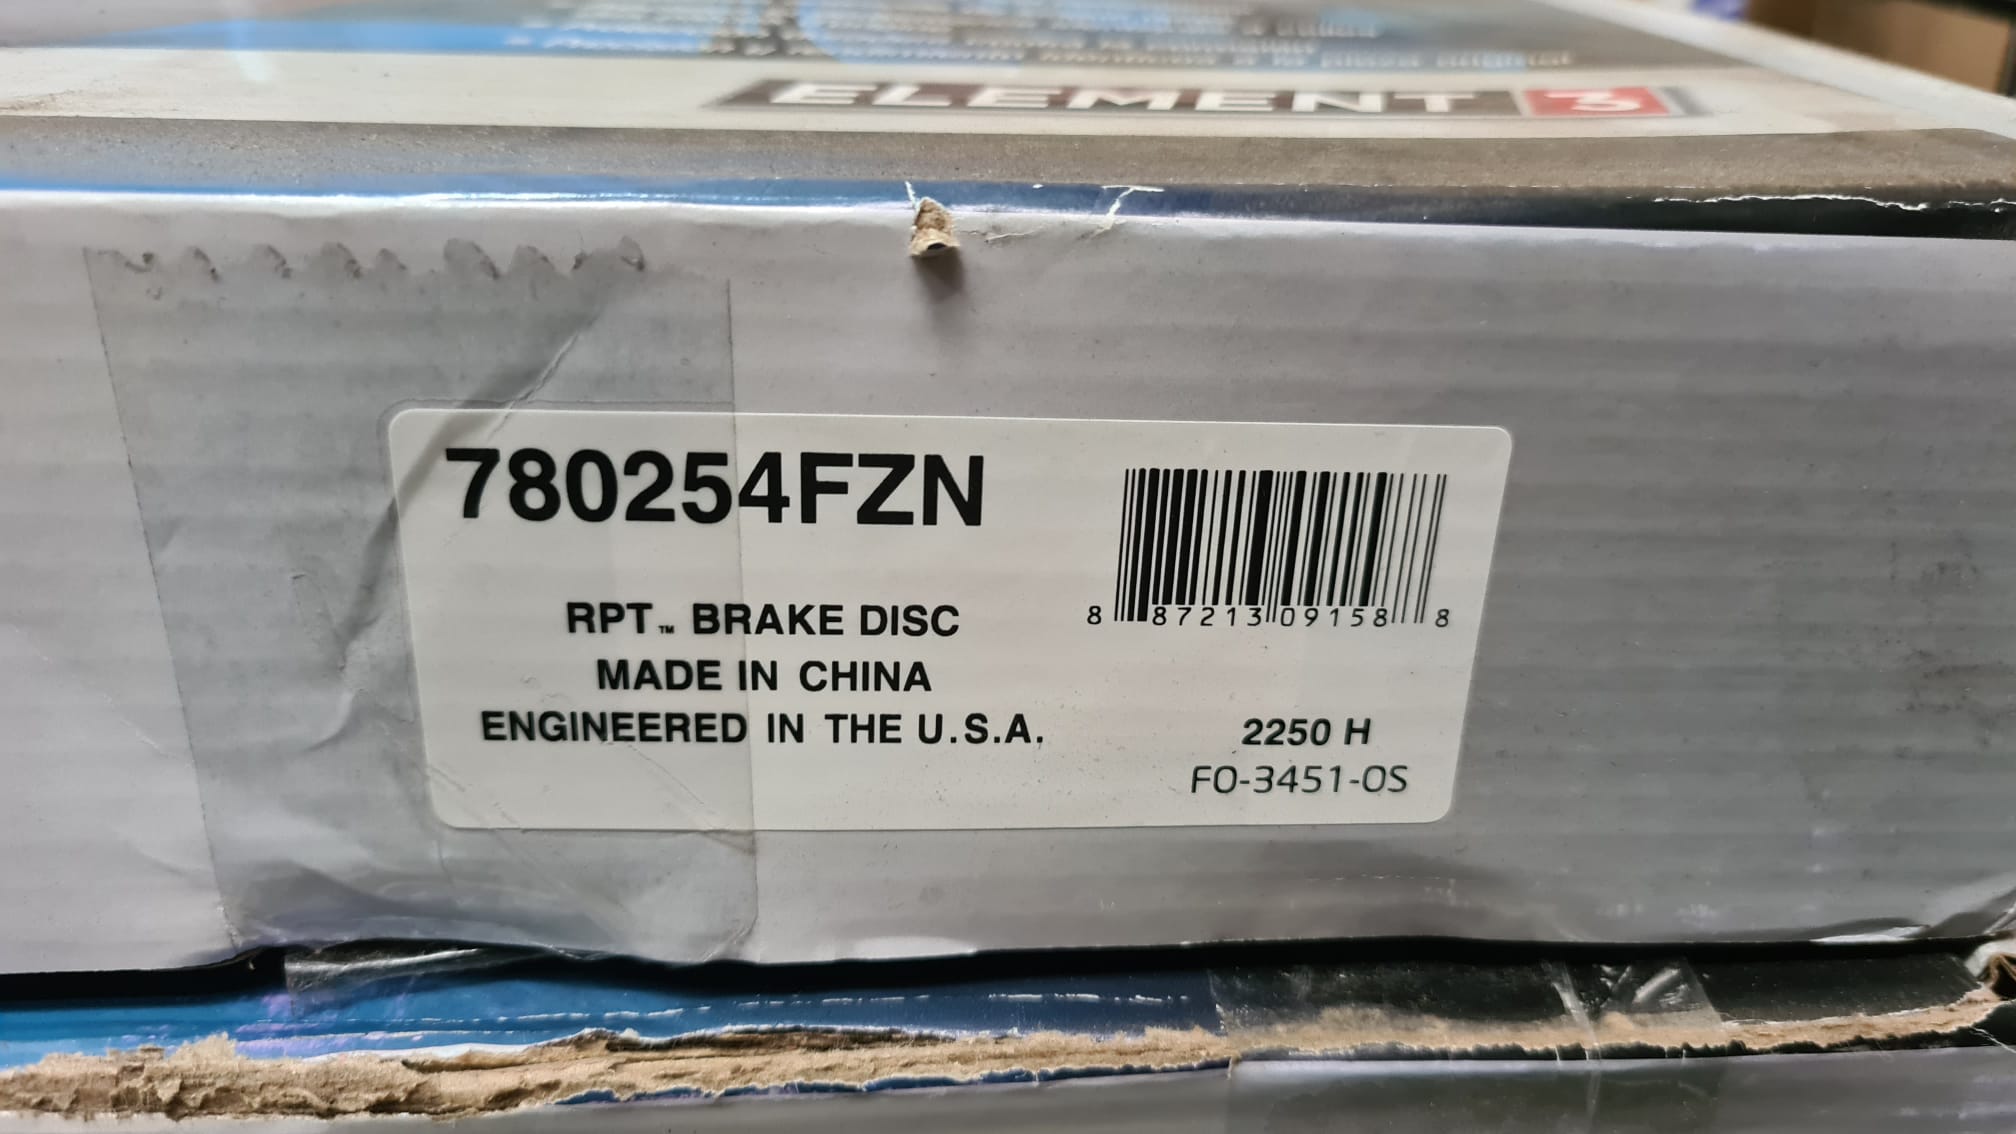 ELEMENT 3
780254FZN
RPT™ BRAKE DISC
MADE IN CHINA
ENGINEERED IN THE U.S.A.
8 87213 09158 8
2250 H
FO-3451-OS